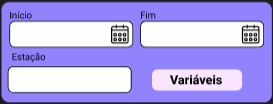 Início
Fim
Estação
Variáveis